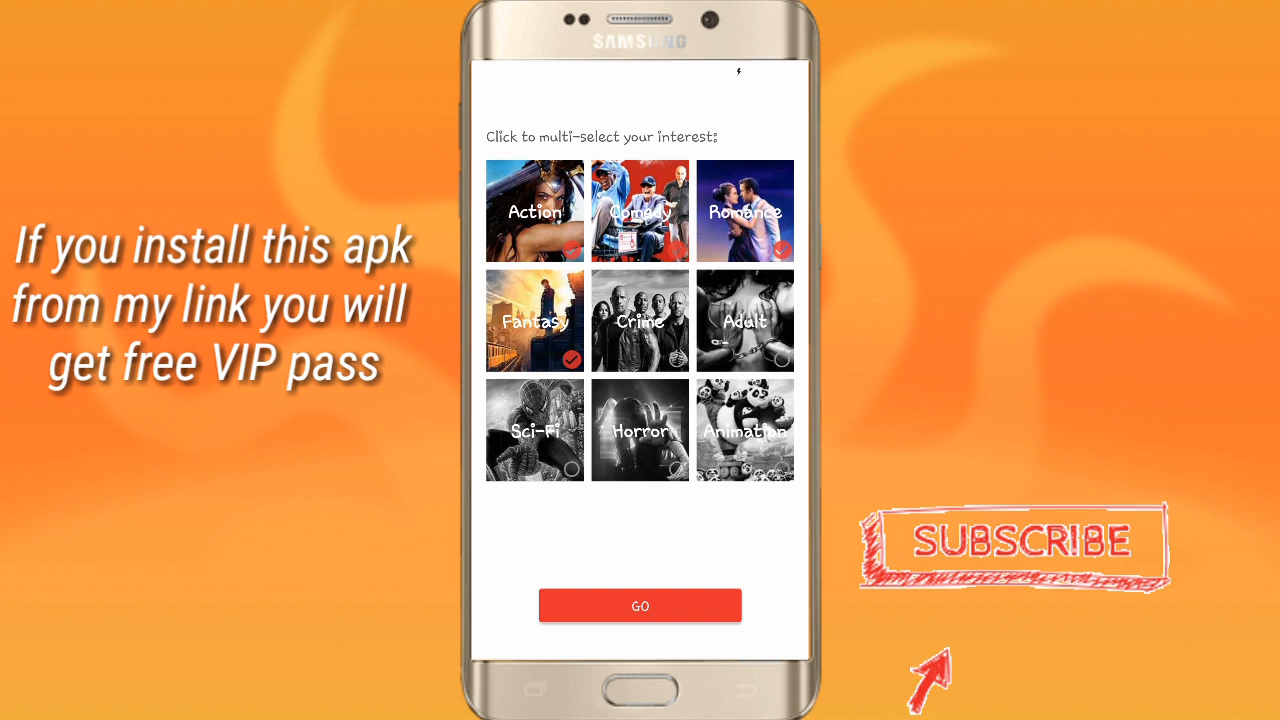 SAMSUNG
Click to multi-select your interest:
Action
Comedy
Romance
If you install this apk
from my link you will
get free VIP pass
Fantasy
Crime
Adult
Sci-Fi
Horror
Animation
SUBSCRIBE
GO